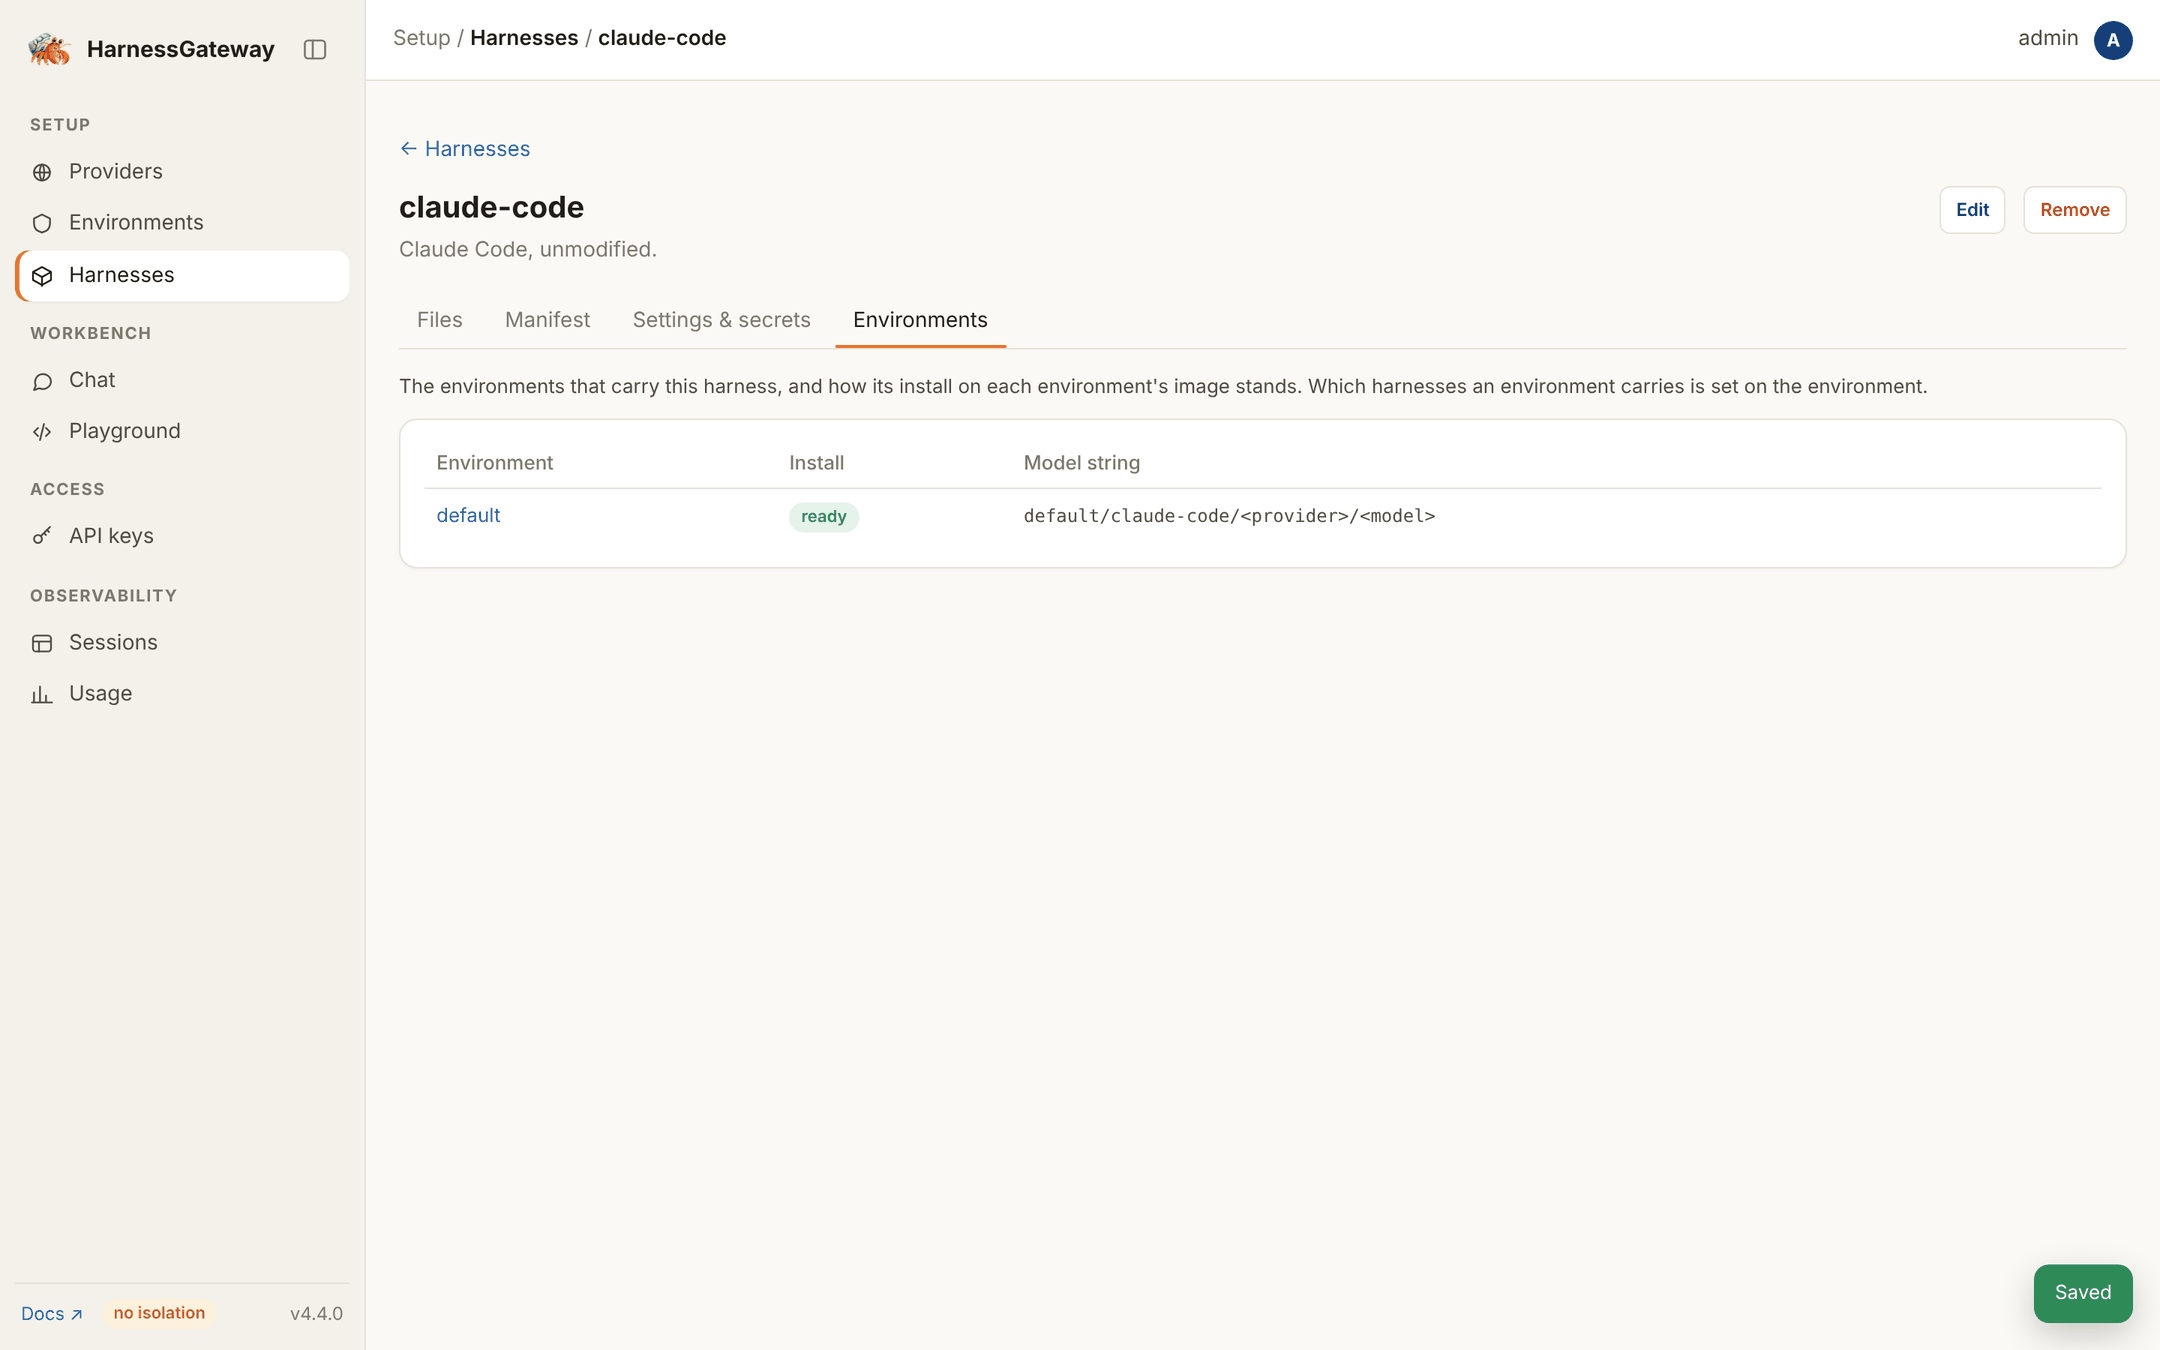 HarnessGateway
SETUP
Providers
Environments
Harnesses
WORKBENCH
Chat
Playground
ACCESS
API keys
OBSERVABILITY
Sessions
Usage
Docs ↗ no isolation v4.4.0
Setup / Harnesses / claude-code
admin A
← Harnesses
claude-code
Edit Remove
Claude Code, unmodified.
Files Manifest Settings & secrets Environments
The environments that carry this harness, and how its install on each environment's image stands. Which harnesses an environment carries is set on the environment.
Environment Install Model string
default ready default/claude-code/<provider>/<model>
Saved